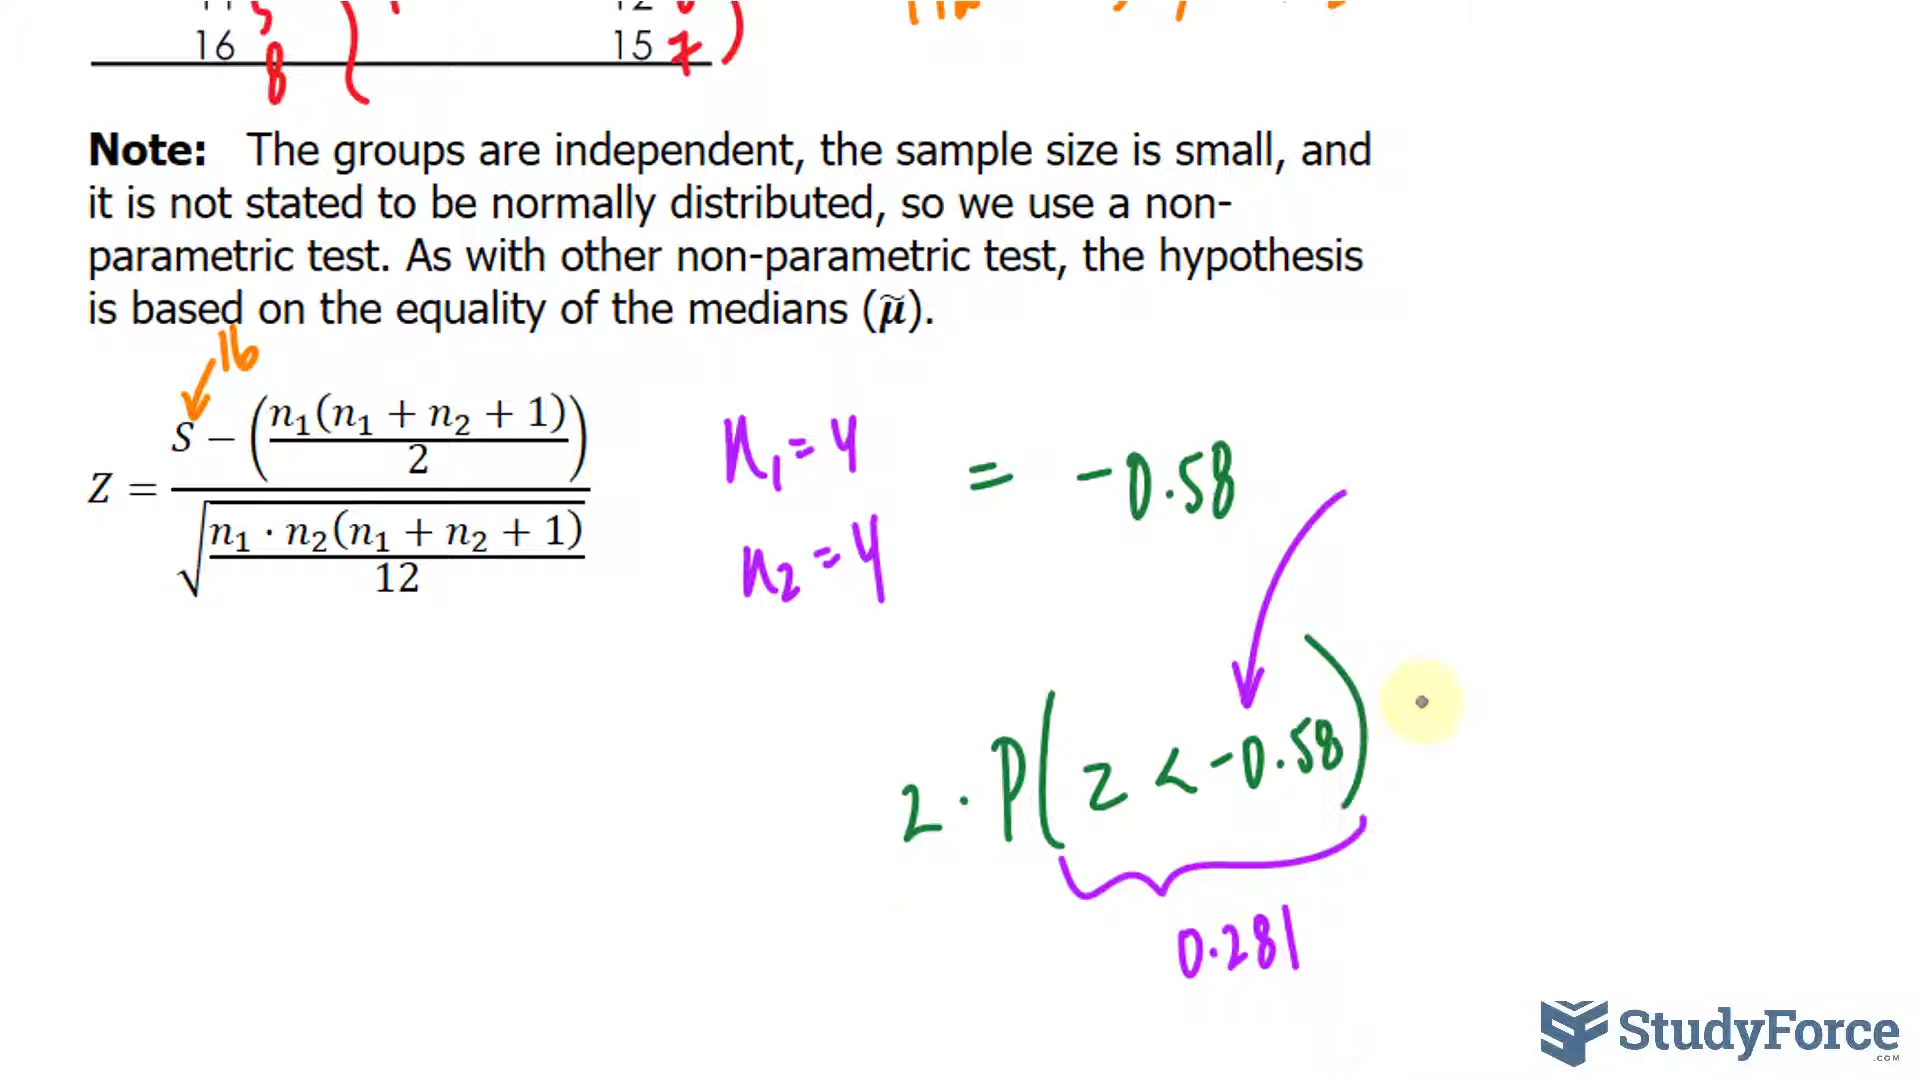 16 8 15 7
Note: The groups are independent, the sample size is small, and
it is not stated to be normally distributed, so we use a non-
parametric test. As with other non-parametric test, the hypothesis
is based on the equality of the medians (μ̃).
16
Z = (S − (n₁(n₁ + n₂ + 1)/2)) / √(n₁ · n₂(n₁ + n₂ + 1)/12)
n₁ = 4
= -0.58
n₂ = 4
2 · P(z < -0.58)
0.281
StudyForce
.COM